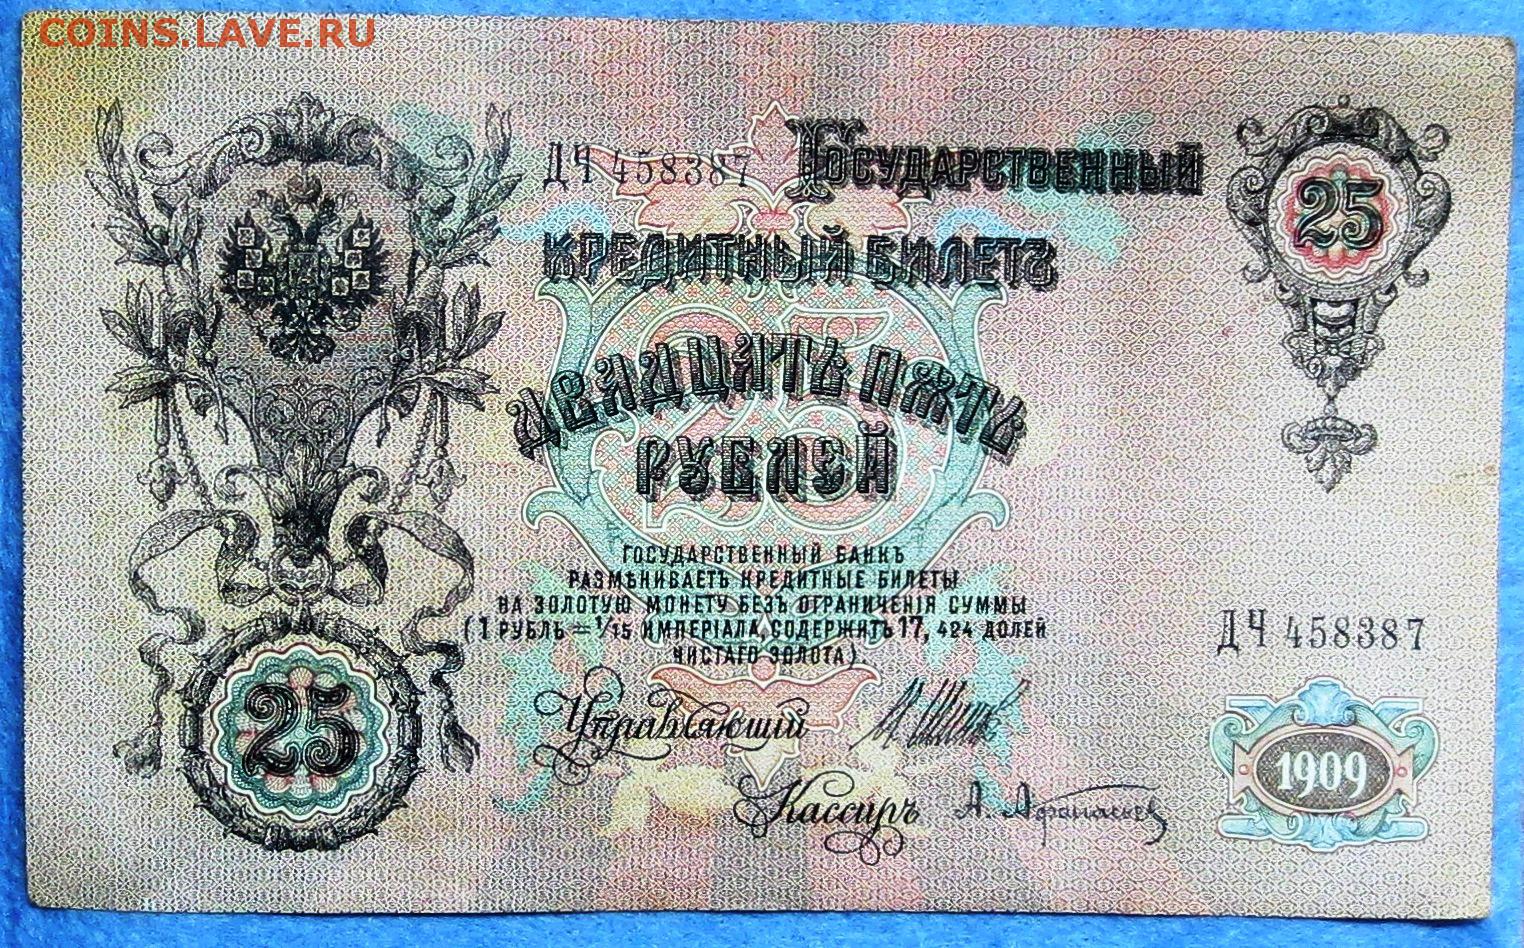 COINS.LAVE.RU
ДЧ 458387
Государственный
25
Кредитный Билетъ
Двадцать пять
рублей
ГОСУДАРСТВЕННЫЙ БАНКЪ
РАЗМѢНИВАЕТЪ КРЕДИТНЫЕ БИЛЕТЫ
НА ЗОЛОТУЮ МОНЕТУ БЕЗЪ ОГРАНИЧЕНІЯ СУММЫ
(1 РУБЛЬ = 1/15 ИМПЕРІАЛА, СОДЕРЖИТЪ 17, 424 ДОЛЕЙ
ЧИСТАГО ЗОЛОТА)
ДЧ 458387
25
25
Управляющій
1909
Кассиръ А. Афанасьев